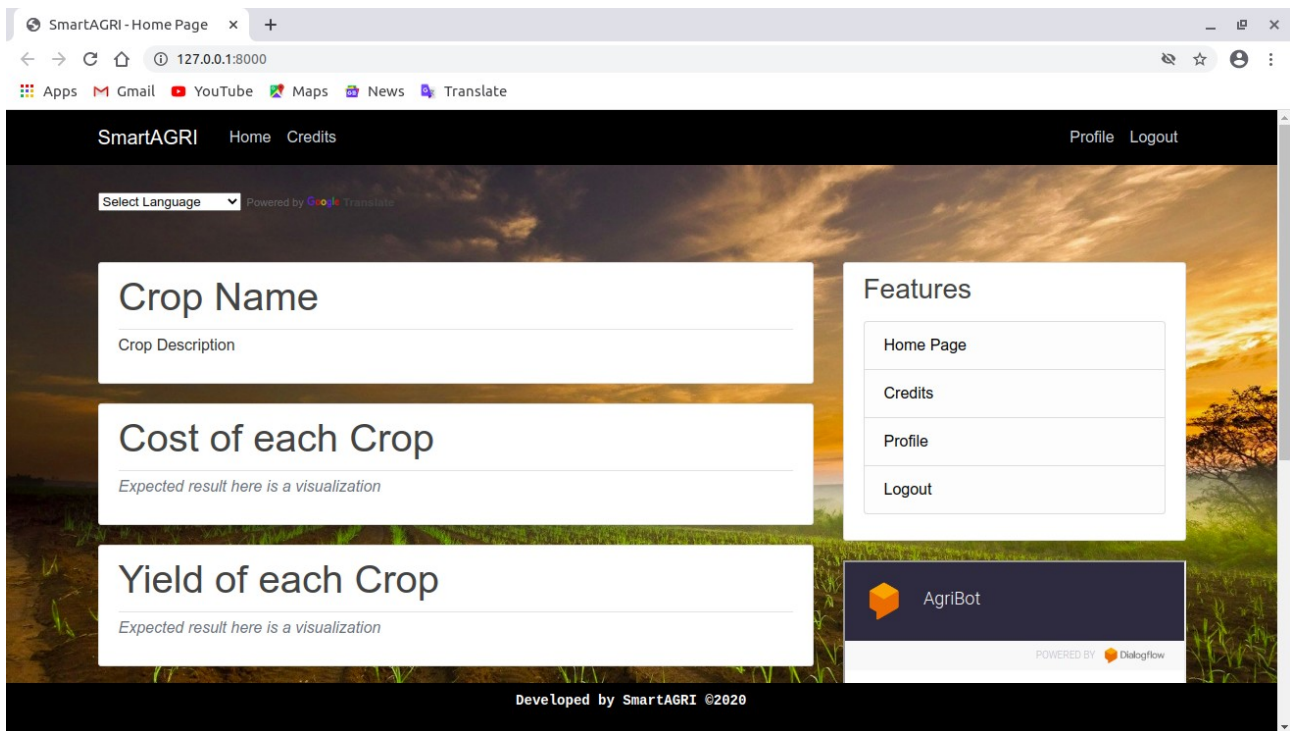 SmartAGRI - Home Page
127.0.0.1:8000
Apps Gmail YouTube Maps News Translate
SmartAGRI Home Credits Profile Logout
Select Language Powered by Google Translate
Crop Name
Crop Description
Cost of each Crop
Expected result here is a visualization
Yield of each Crop
Expected result here is a visualization
Features
Home Page
Credits
Profile
Logout
AgriBot
POWERED BY Dialogflow
Developed by SmartAGRI ©2020